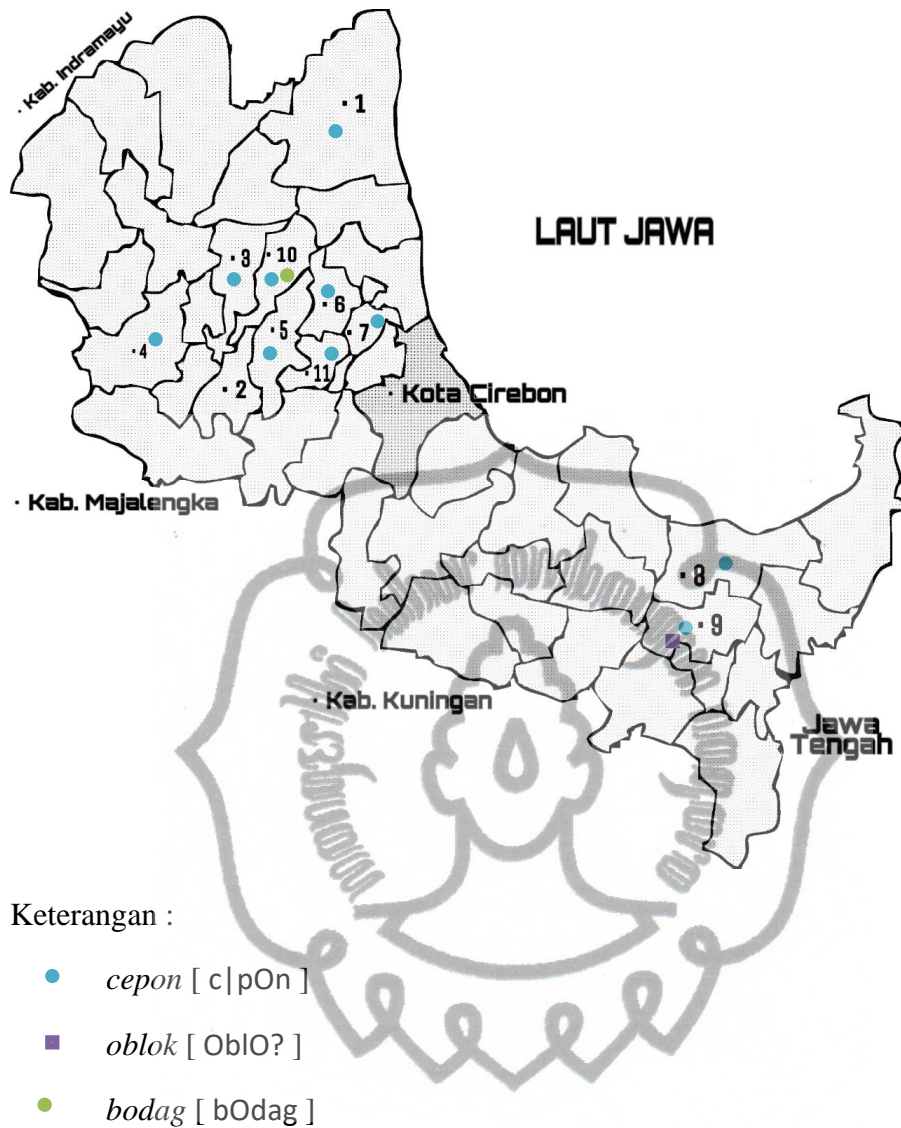 · Kab. Indramayu
· 1
LAUT JAWA
· 3
· 10
· 6
· 5
· 7
· 4
· 11
· 2
· Kota Cirebon
· Kab. Majalengka
· 8
· 9
· Kab. Kuningan
Jawa
Tengah
Keterangan :
cepon [ c|pOn ]
oblok [ OblO? ]
bodag [ bOdag ]